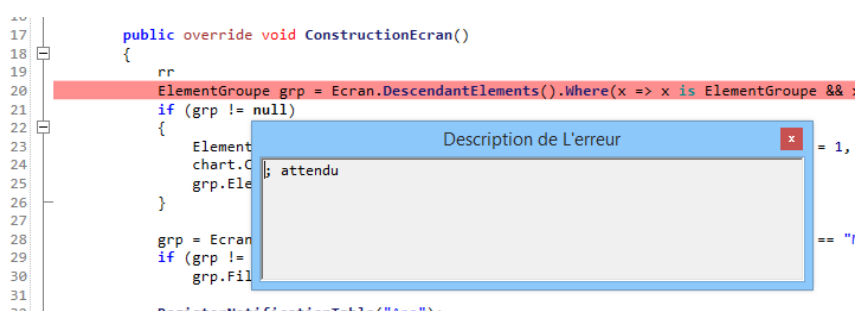 17 public override void ConstructionEcran()
18 {
19 rr
20 ElementGroupe grp = Ecran.DescendantElements().Where(x => x is ElementGroupe &&
21 if (grp != null)
22 {
23 Element = 1,
24 chart.C
25 grp.Ele
26 }
27
28 grp = Ecran == "
29 if (grp !=
30 grp.Fil
31
Description de L'erreur
x
; attendu